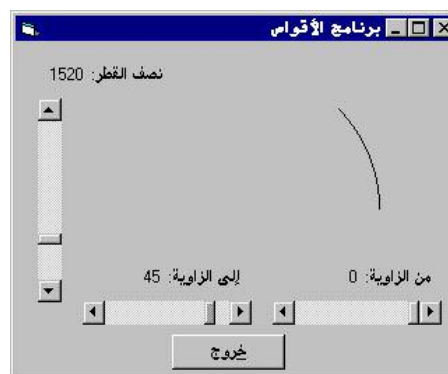 برنامج الأقواس
نصف القطر: 1520
من الزاوية: 0
إلى الزاوية: 45
خروج